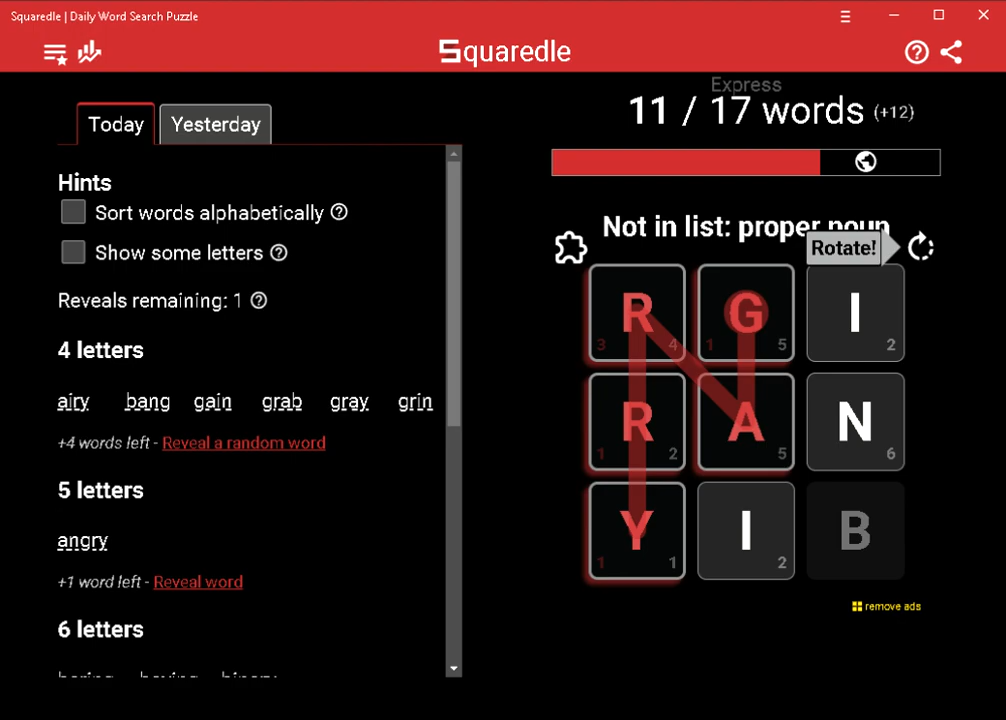 Squaredle | Daily Word Search Puzzle
Squaredle
Today
Yesterday
Express
11 / 17 words (+12)
Hints
Sort words alphabetically
Show some letters
Reveals remaining: 1
Not in list: proper noun
Rotate!
4 letters
airy bang gain grab gray grin
+4 words left - Reveal a random word
5 letters
angry
+1 word left - Reveal word
6 letters
R G I
3 4 1 5 2
R A N
1 2 5 6
Y I B
1 1 2
remove ads